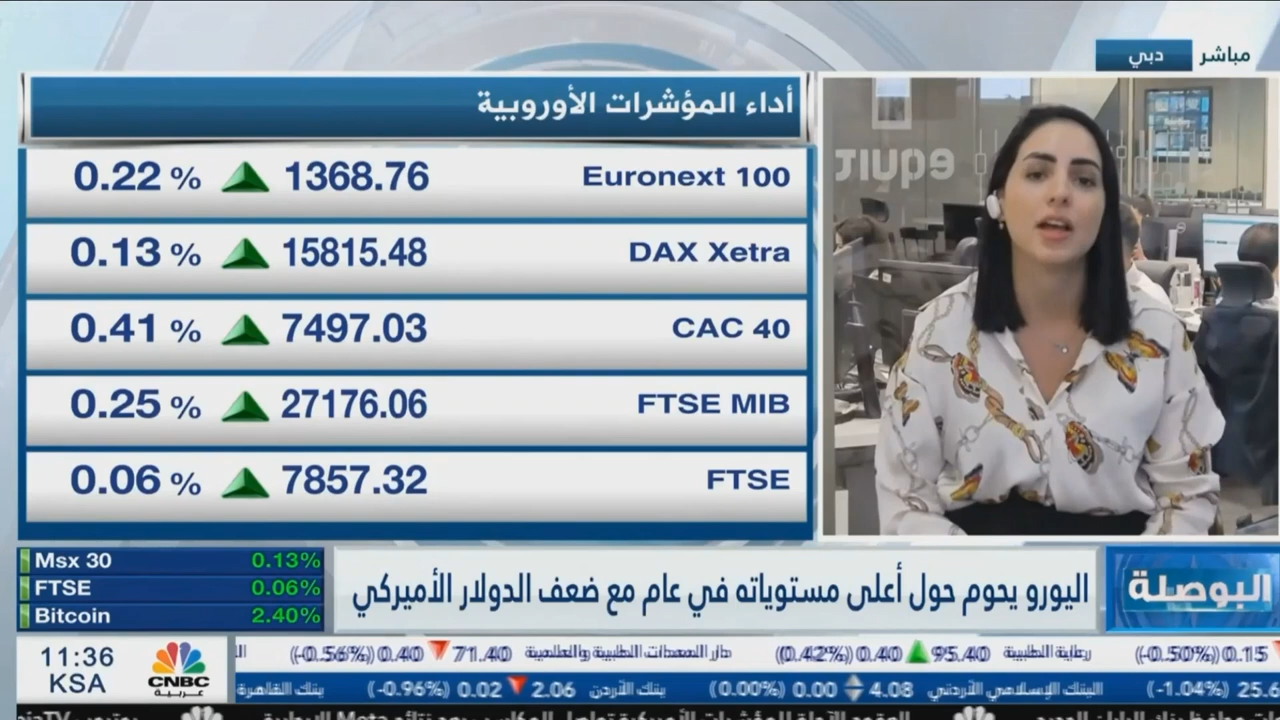 مباشر دبي
أداء المؤشرات الأوروبية
Euronext 100 1368.76 0.22 %
DAX Xetra 15815.48 0.13 %
CAC 40 7497.03 0.41 %
FTSE MIB 27176.06 0.25 %
FTSE 7857.32 0.06 %
equiti
البوصلة
اليورو يحوم حول أعلى مستوياته في عام مع ضعف الدولار الأميركي
Msx 30 0.13%
FTSE 0.06%
Bitcoin 2.40%
11:36
KSA
CNBC
عربية
0.15 (-0.50%) رعاية الطبية 95.40 0.40 (0.42%) دار المعدات الطبية والعلمية 71.40 0.40 (-0.56%)
25.6 (-1.04%) البنك الإسلامي الأردني 4.08 0.00 (0.00%) بنك الأردن 2.06 0.02 (-0.96%) بنك القاهرة